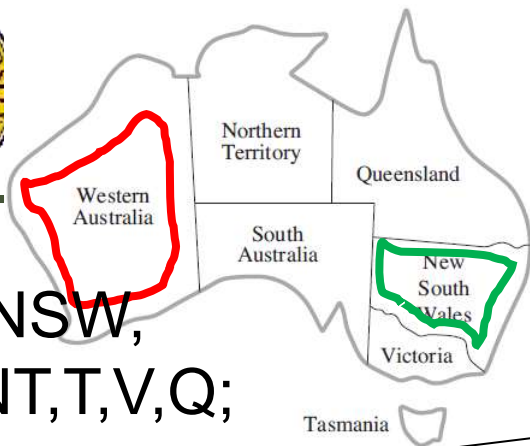 Northern
Territory
Queensland
Western
Australia
South
Australia
New
South
Wales
NSW,
Victoria
NT,T,V,Q;
Tasmania